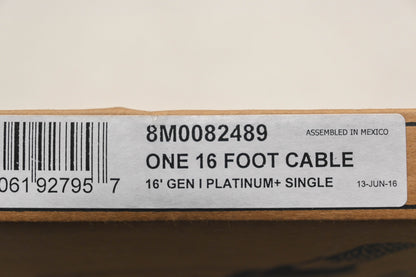 8M0082489
ASSEMBLED IN MEXICO
ONE 16 FOOT CABLE
16' GEN I PLATINUM+ SINGLE
13-JUN-16
061 92795 7